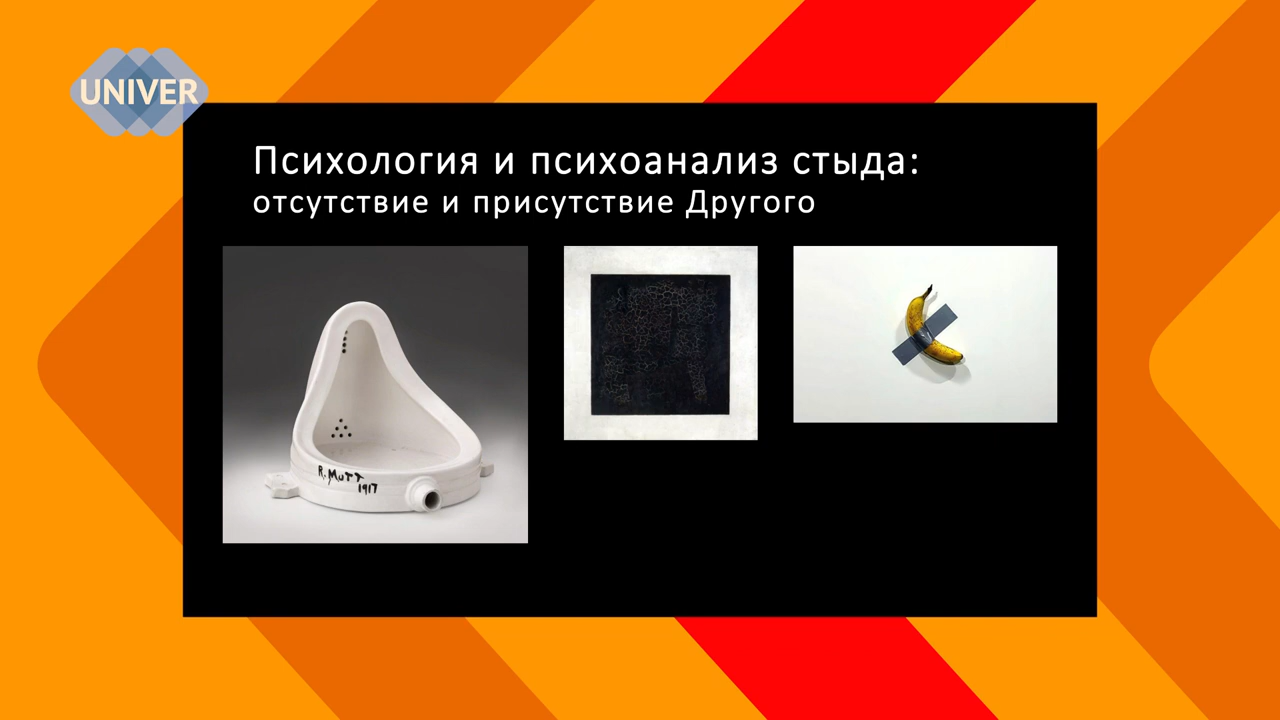 UNIVER
Психология и психоанализ стыда:
отсутствие и присутствие Другого
R. MUTT
1917